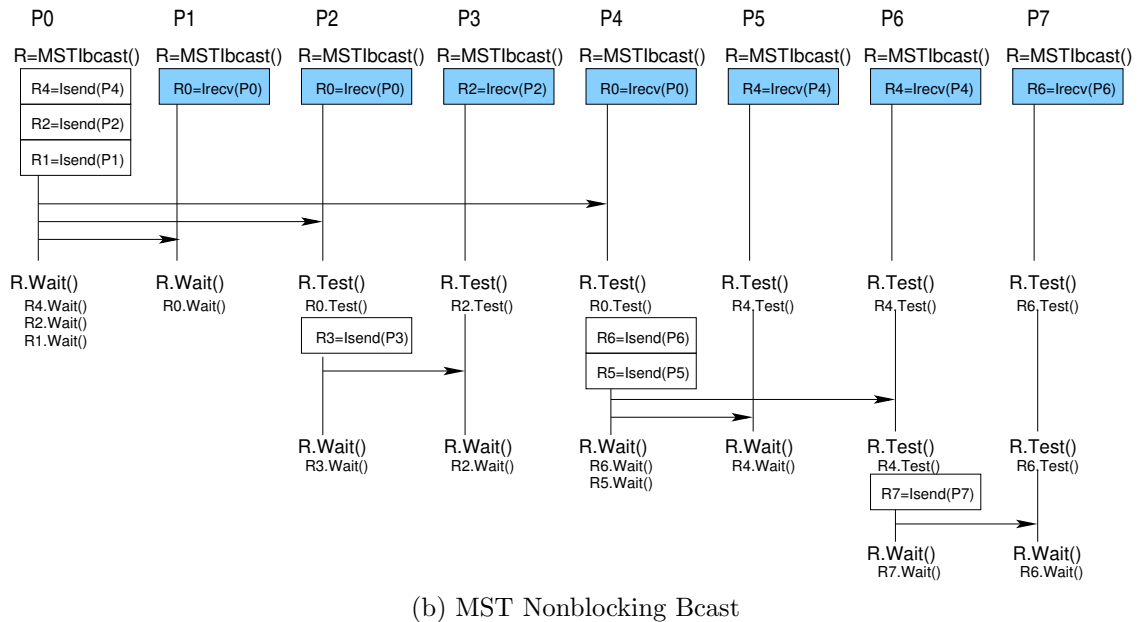 P0 P1 P2 P3 P4 P5 P6 P7
R=MSTIbcast() R=MSTIbcast() R=MSTIbcast() R=MSTIbcast() R=MSTIbcast() R=MSTIbcast() R=MSTIbcast() R=MSTIbcast()
R4=Isend(P4) R0=Irecv(P0) R0=Irecv(P0) R2=Irecv(P2) R0=Irecv(P0) R4=Irecv(P4) R4=Irecv(P4) R6=Irecv(P6)
R2=Isend(P2)
R1=Isend(P1)
R.Wait() R.Wait() R.Test() R.Test() R.Test() R.Test() R.Test() R.Test()
R4.Wait() R0.Wait() R0.Test() R2.Test() R0.Test() R4.Test() R4.Test() R6.Test()
R2.Wait()
R1.Wait()
R3=Isend(P3) R6=Isend(P6)
R5=Isend(P5)
R.Wait() R.Wait() R.Wait() R.Wait() R.Test() R.Test()
R3.Wait() R2.Wait() R6.Wait() R4.Wait() R4.Test() R6.Test()
R5.Wait()
R7=Isend(P7)
R.Wait() R.Wait()
R7.Wait() R6.Wait()
(b) MST Nonblocking Bcast